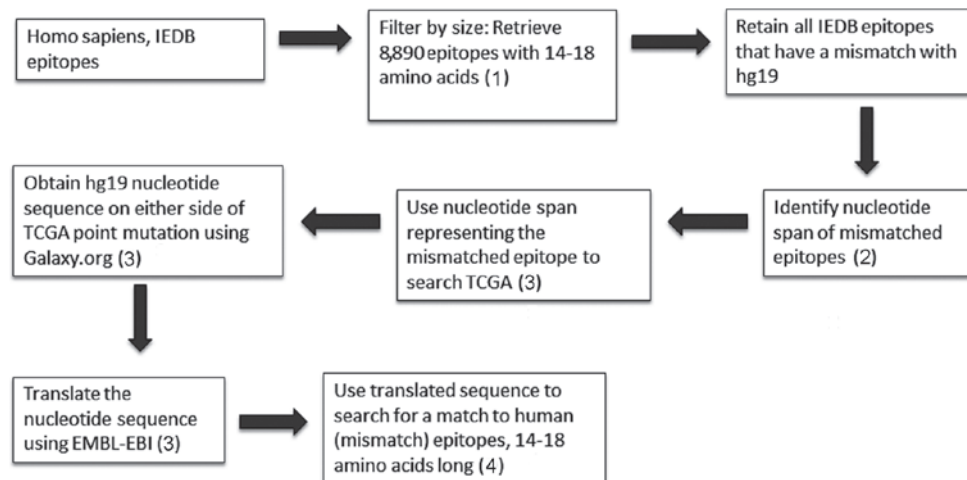 Homo sapiens, IEDB
epitopes
Filter by size: Retrieve
8,890 epitopes with 14-18
amino acids (1)
Retain all IEDB epitopes
that have a mismatch with
hg19
Identify nucleotide
span of mismatched
epitopes (2)
Use nucleotide span
representing the
mismatched epitope to
search TCGA (3)
Obtain hg19 nucleotide
sequence on either side of
TCGA point mutation using
Galaxy.org (3)
Translate the
nucleotide sequence
using EMBL-EBI (3)
Use translated sequence to
search for a match to human
(mismatch) epitopes, 14-18
amino acids long (4)